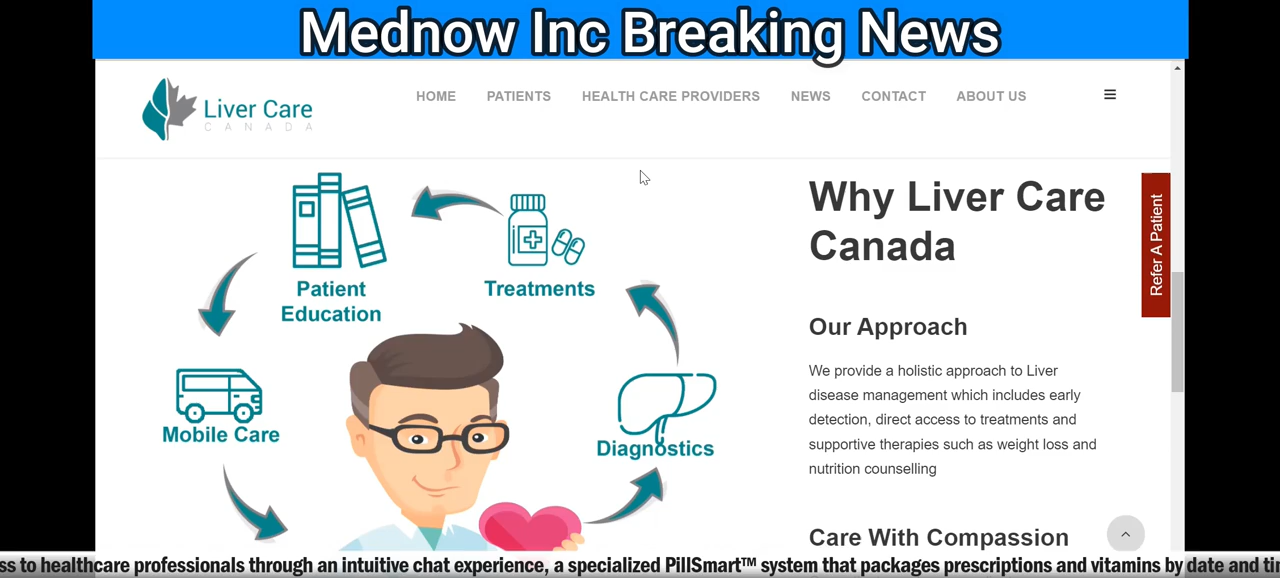 Mednow Inc Breaking News
Liver Care
CANADA
HOME PATIENTS HEALTH CARE PROVIDERS NEWS CONTACT ABOUT US
Patient
Education
Treatments
Mobile Care
Diagnostics
Why Liver Care
Canada
Our Approach
We provide a holistic approach to Liver
disease management which includes early
detection, direct access to treatments and
supportive therapies such as weight loss and
nutrition counselling
Care With Compassion
Refer A Patient
ss to healthcare professionals through an intuitive chat experience, a specialized PillSmart™ system that packages prescriptions and vitamins by date and ti